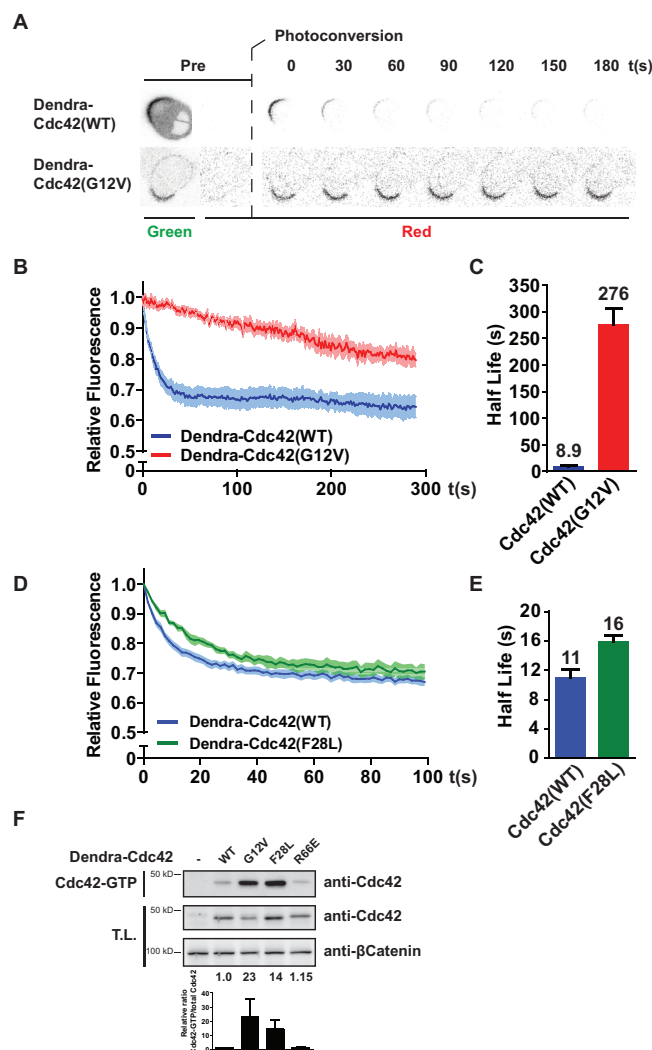 A
Photoconversion
Pre
0 30 60 90 120 150 180 t(s)
Dendra-
Cdc42(WT)
Dendra-
Cdc42(G12V)
Green
Red
B
Relative Fluorescence
1.0
0.9
0.8
0.7
0.6
0.5
0
Dendra-Cdc42(WT)
Dendra-Cdc42(G12V)
0 100 200 300 t(s)
C
Half Life (s)
350
300
250
200
150
100
50
0
276
8.9
Cdc42(WT)
Cdc42(G12V)
D
Relative Fluorescence
1.0
0.9
0.8
0.7
0.6
0.5
0
Dendra-Cdc42(WT)
Dendra-Cdc42(F28L)
0 20 40 60 80 100 t(s)
E
Half Life (s)
20
16
12
8
4
0
11
16
Cdc42(WT)
Cdc42(F28L)
F
Dendra-Cdc42 - WT G12V F28L R66E
Cdc42-GTP 50 kD anti-Cdc42
T.L.
50 kD anti-Cdc42
100 kD anti-βCatenin
1.0 23 14 1.15
Relative ratio
Cdc42-GTP/total Cdc42
40
30
20
10
0